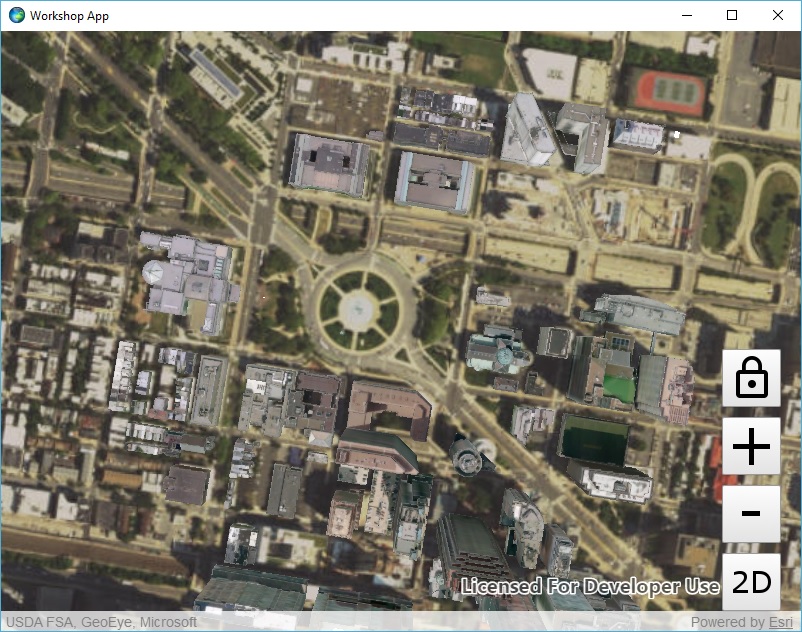 Workshop App
Licensed For Developer Use
2D
USDA FSA, GeoEye, Microsoft
Powered by Esri